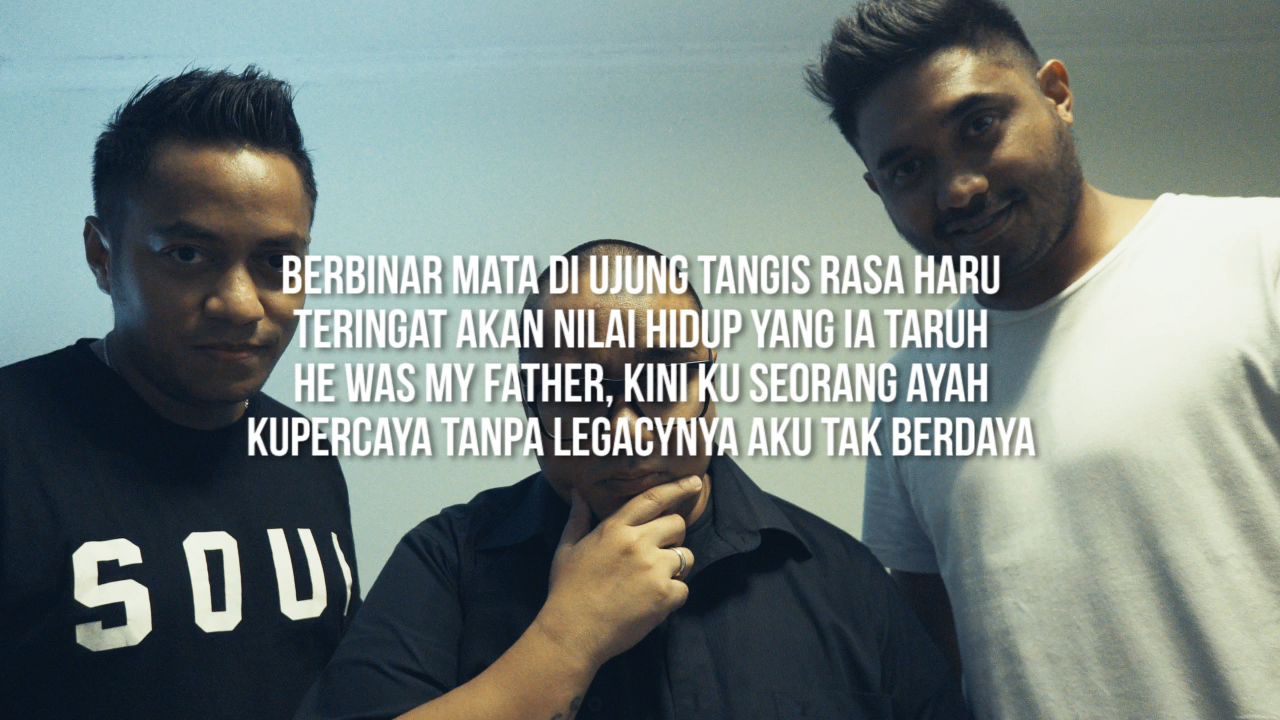 BERBINAR MATA DI UJUNG TANGIS RASA HARU
TERINGAT AKAN NILAI HIDUP YANG IA TARUH
HE WAS MY FATHER, KINI KU SEORANG AYAH
KUPERCAYA TANPA LEGACYNYA AKU TAK BERDAYA
SOUL